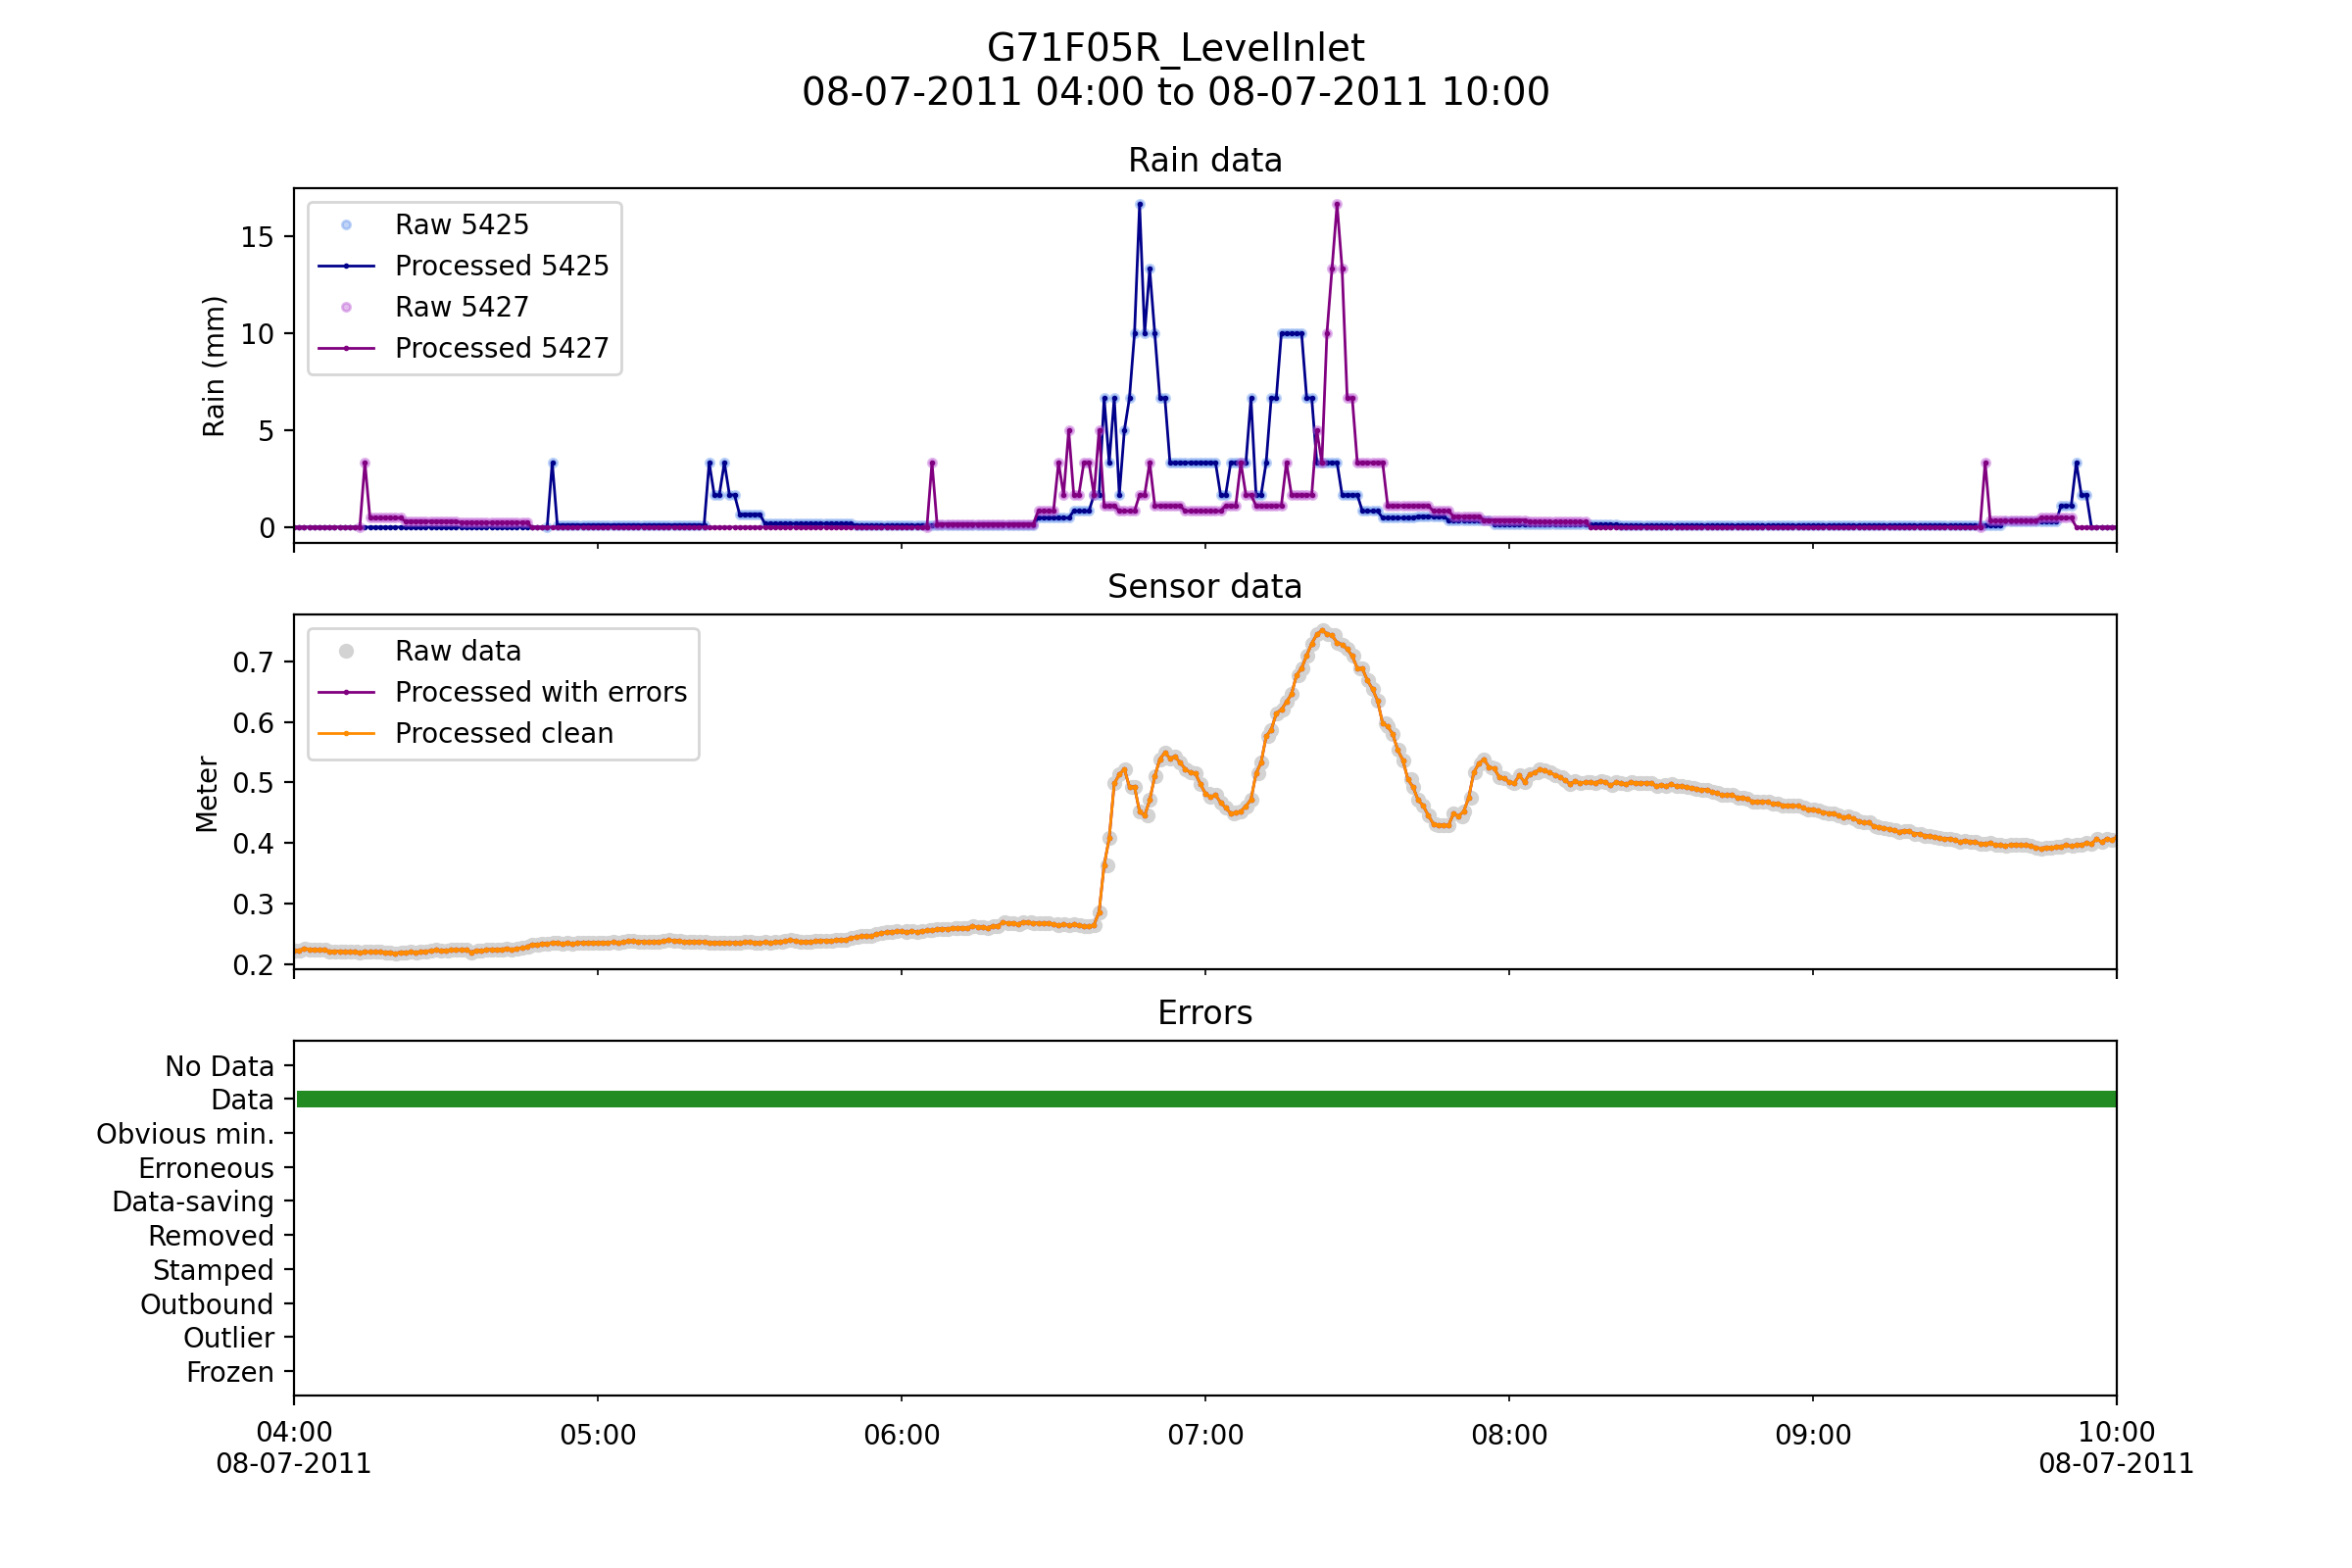 G71F05R_LevelInlet
08-07-2011 04:00 to 08-07-2011 10:00
Rain data
Rain (mm)
15
10
5
0
Raw 5425
Processed 5425
Raw 5427
Processed 5427
Sensor data
Meter
0.7
0.6
0.5
0.4
0.3
0.2
Raw data
Processed with errors
Processed clean
Errors
No Data
Data
Obvious min.
Erroneous
Data-saving
Removed
Stamped
Outbound
Outlier
Frozen
04:00 05:00 06:00 07:00 08:00 09:00 10:00
08-07-2011 08-07-2011